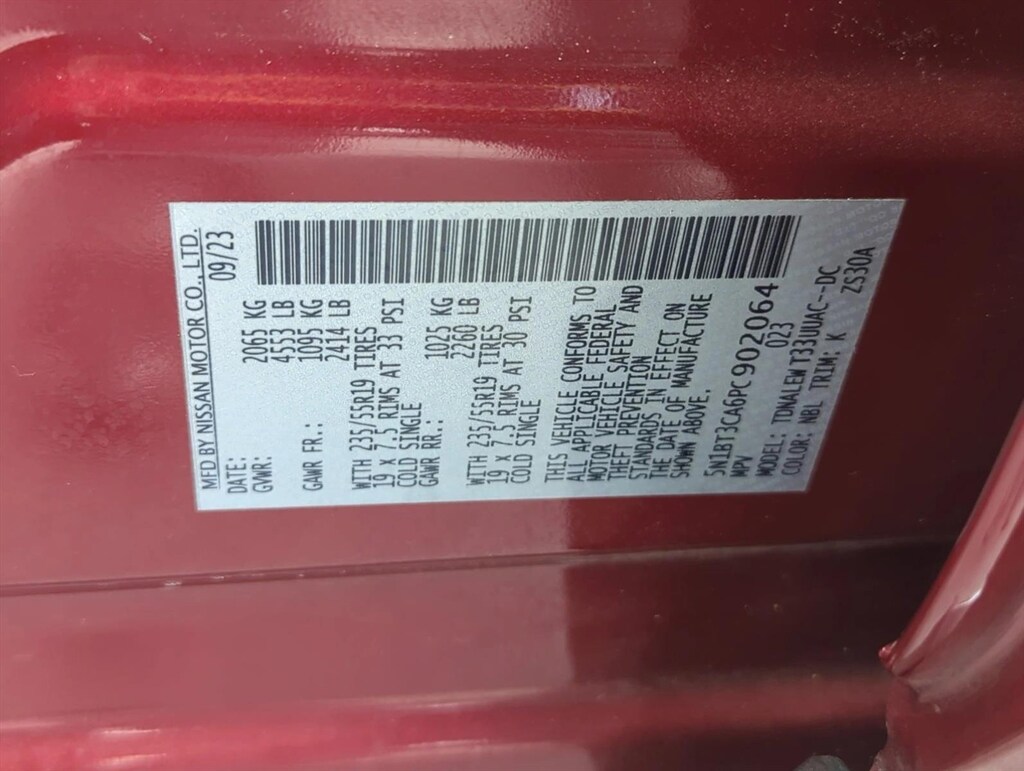 MFD BY NISSAN MOTOR CO., LTD.
DATE: 09/23
GVWR: 2065 KG
4553 LB
GAWR FR.: 1095 KG
2414 LB
WITH 235/55R19 TIRES
19 X 7.5 RIMS AT 33 PSI
COLD SINGLE
GAWR RR.: 1025 KG
2260 LB
WITH 235/55R19 TIRES
19 X 7.5 RIMS AT 30 PSI
COLD SINGLE
THIS VEHICLE CONFORMS TO
ALL APPLICABLE FEDERAL
MOTOR VEHICLE SAFETY AND
THEFT PREVENTION
STANDARDS IN EFFECT ON
THE DATE OF MANUFACTURE
SHOWN ABOVE.
5N1BT3CA6PC902064
MPV 023
MODEL: TDNALEW T33UUAC--DC
COLOR: NBL TRIM: K ZS30A